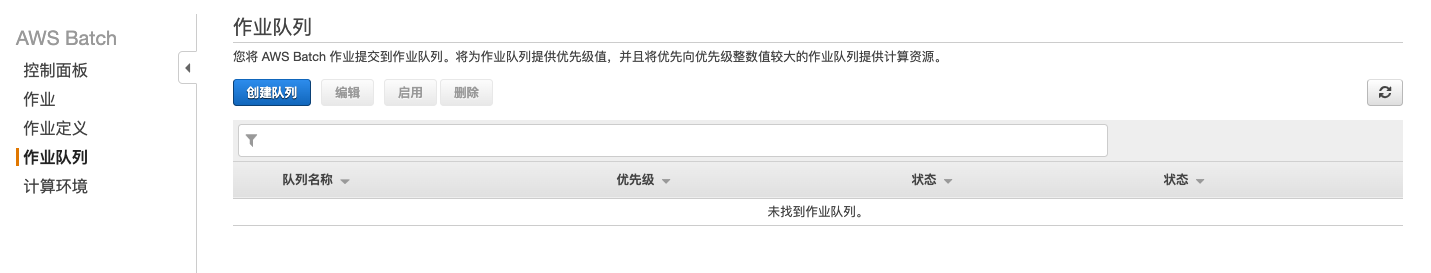 AWS Batch
控制面板
作业
作业定义
作业队列
计算环境
作业队列
您将 AWS Batch 作业提交到作业队列。将为作业队列提供优先级值，并且将优先向优先级整数值较大的作业队列提供计算资源。
创建队列 编辑 启用 删除
队列名称 优先级 状态 状态
未找到作业队列。